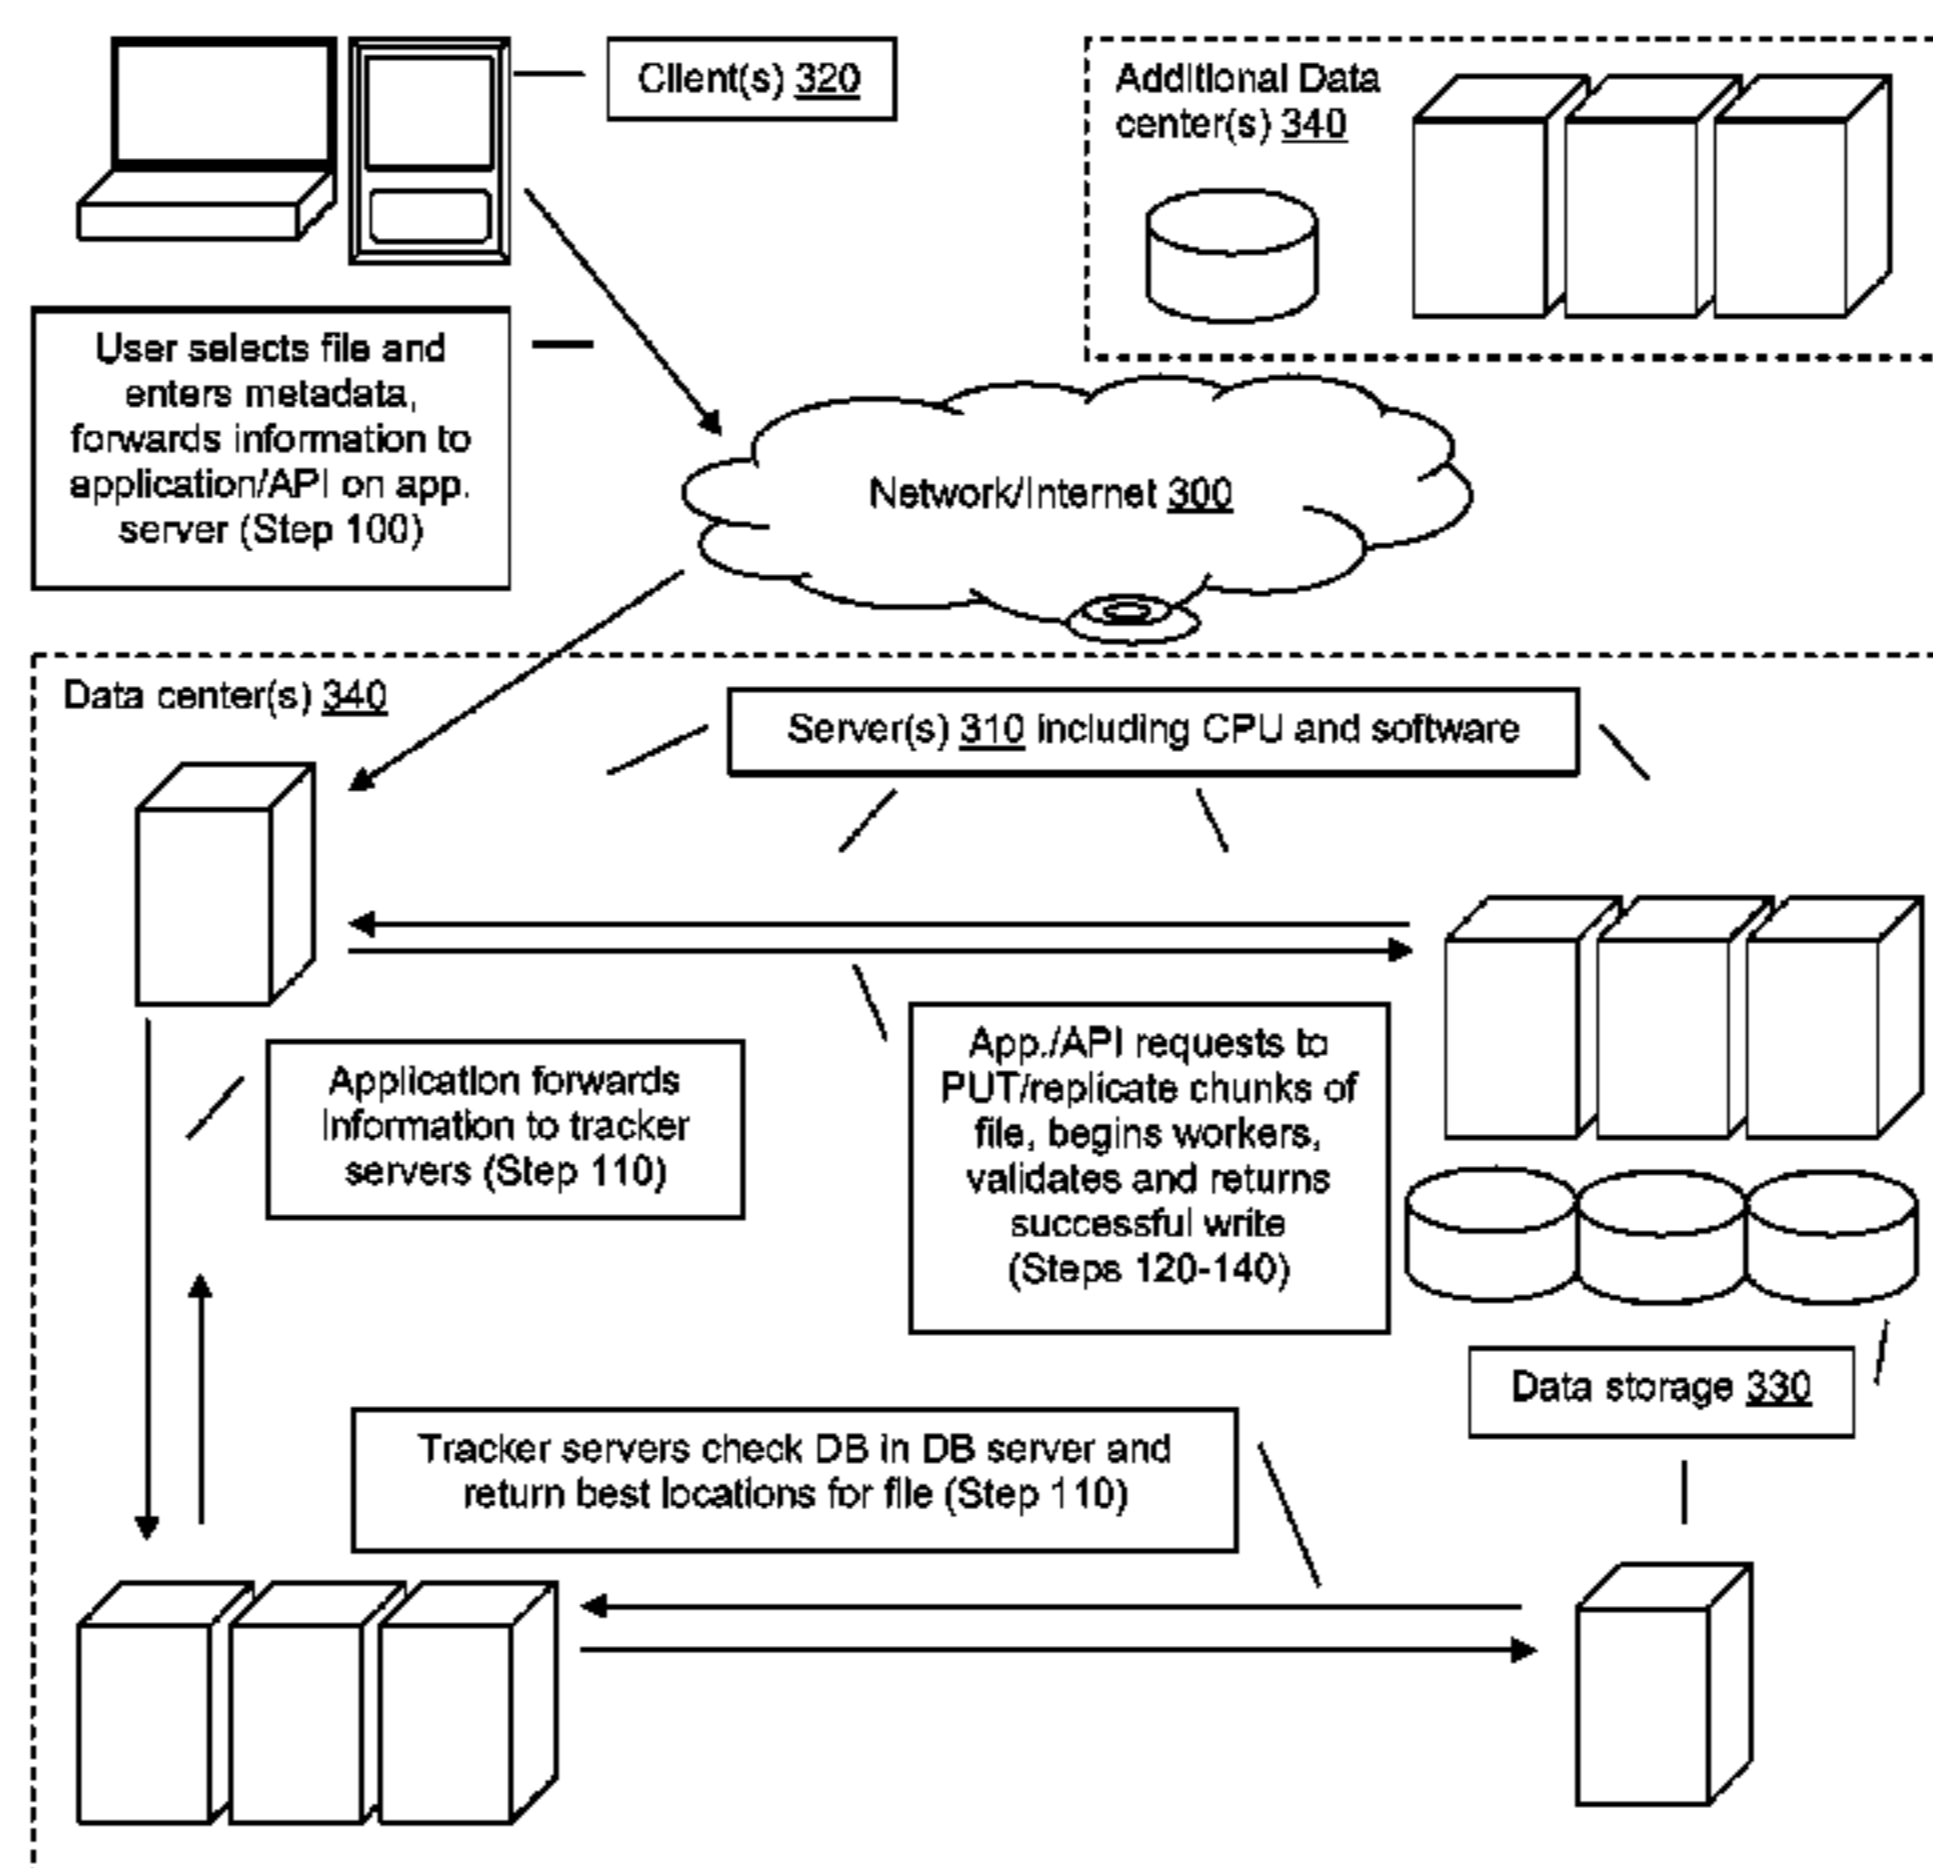 Client(s) 320
Additional Data
center(s) 340
User selects file and
enters metadata,
forwards information to
application/API on app.
server (Step 100)
Network/Internet 300
Data center(s) 340
Server(s) 310 including CPU and software
Application forwards
information to tracker
servers (Step 110)
App./API requests to
PUT/replicate chunks of
file, begins workers,
validates and returns
successful write
(Steps 120-140)
Data storage 330
Tracker servers check DB in DB server and
return best locations for file (Step 110)